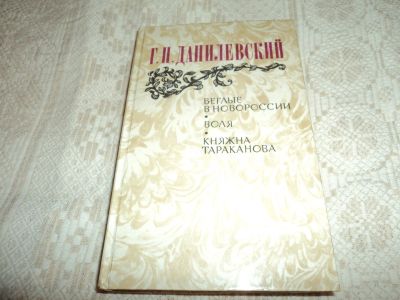 Г.П. ДАНИЛЕВСКИЙ
БЕГЛЫЕ
В НОВОРОССИИ
•
ВОЛЯ
•
КНЯЖНА
ТАРАКАНОВА